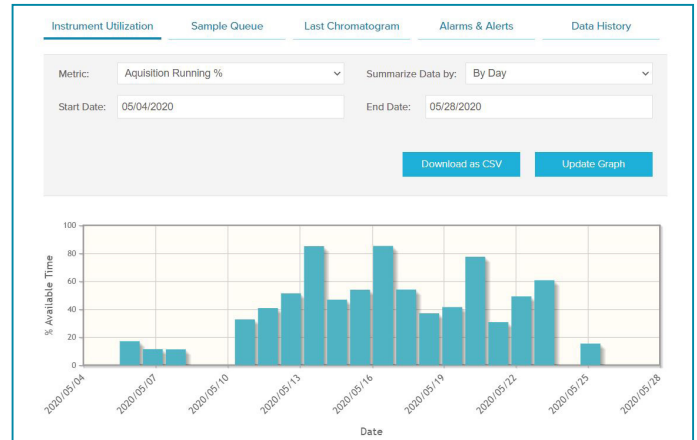 Instrument Utilization Sample Queue Last Chromatogram Alarms & Alerts Data History
Metric: Aquisition Running % Summarize Data by: By Day
Start Date: 05/04/2020 End Date: 05/28/2020
Download as CSV Update Graph
100
80
60
40
20
0
% Available Time
2020/05/04 2020/05/07 2020/05/10 2020/05/13 2020/05/16 2020/05/19 2020/05/22 2020/05/25 2020/05/28
Date